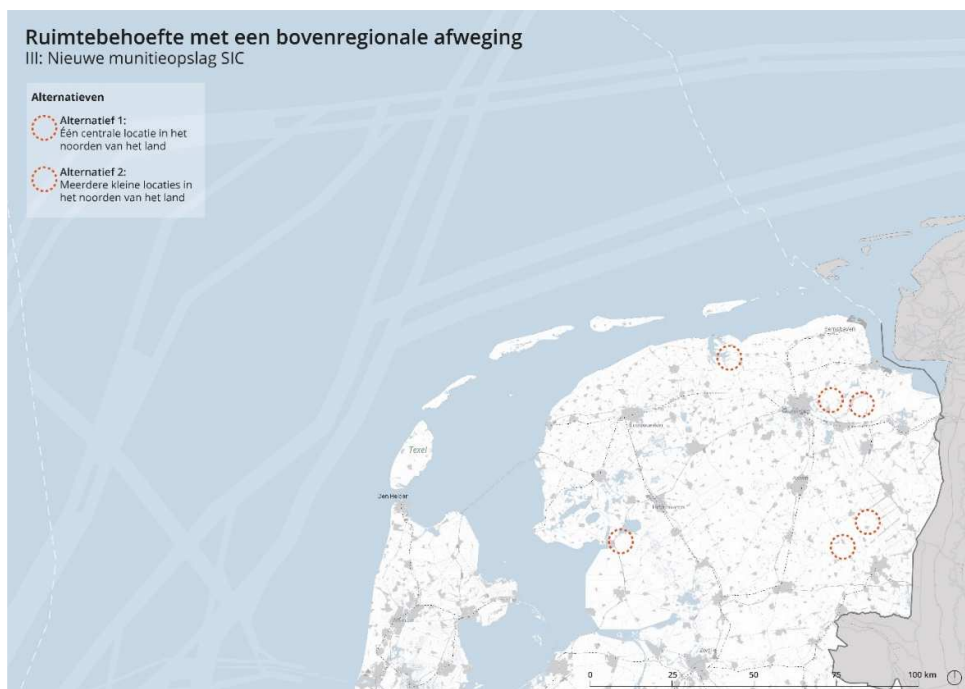 Ruimtebehoefte met een bovenregionale afweging
III: Nieuwe munitieopslag SIC
Alternatieven
Alternatief 1:
Één centrale locatie in het
noorden van het land
Alternatief 2:
Meerdere kleine locaties in
het noorden van het land
Texel
Den Helder
0 25 50 75 100 km